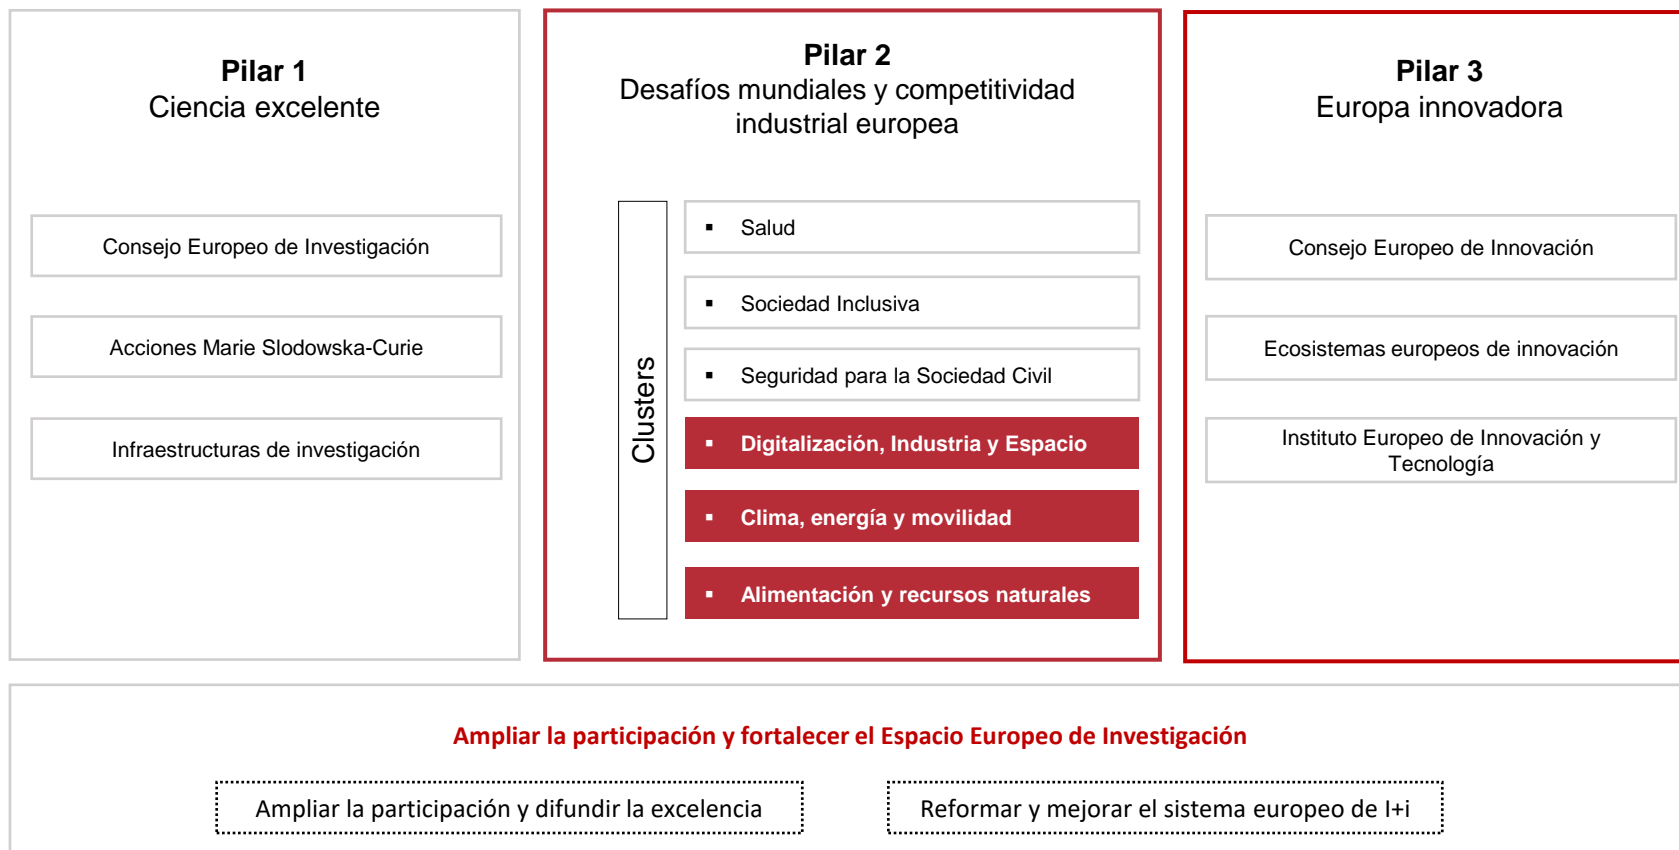 Pilar 1
Ciencia excelente
Consejo Europeo de Investigación
Acciones Marie Slodowska-Curie
Infraestructuras de investigación
Pilar 2
Desafíos mundiales y competitividad
industrial europea
Clusters
▪ Salud
▪ Sociedad Inclusiva
▪ Seguridad para la Sociedad Civil
▪ Digitalización, Industria y Espacio
▪ Clima, energía y movilidad
▪ Alimentación y recursos naturales
Pilar 3
Europa innovadora
Consejo Europeo de Innovación
Ecosistemas europeos de innovación
Instituto Europeo de Innovación y
Tecnología
Ampliar la participación y fortalecer el Espacio Europeo de Investigación
Ampliar la participación y difundir la excelencia
Reformar y mejorar el sistema europeo de I+i